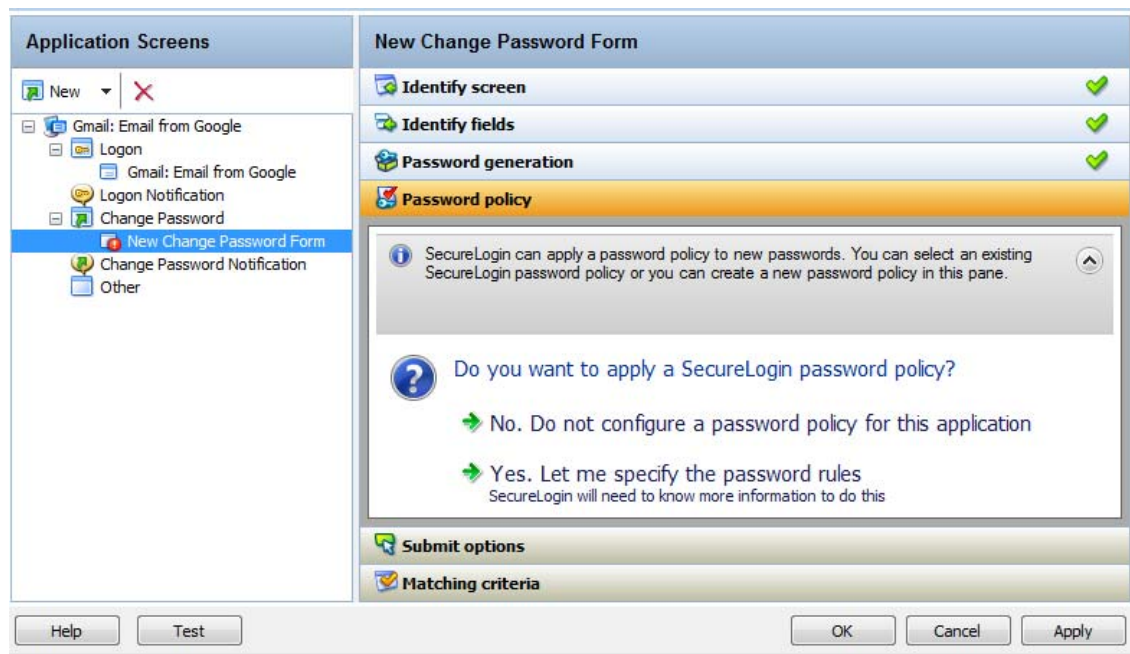 Application Screens
New
Gmail: Email from Google
Logon
Gmail: Email from Google
Logon Notification
Change Password
New Change Password Form
Change Password Notification
Other
New Change Password Form
Identify screen
Identify fields
Password generation
Password policy
SecureLogin can apply a password policy to new passwords. You can select an existing
SecureLogin password policy or you can create a new password policy in this pane.
Do you want to apply a SecureLogin password policy?
No. Do not configure a password policy for this application
Yes. Let me specify the password rules
SecureLogin will need to know more information to do this
Submit options
Matching criteria
Help Test OK Cancel Apply